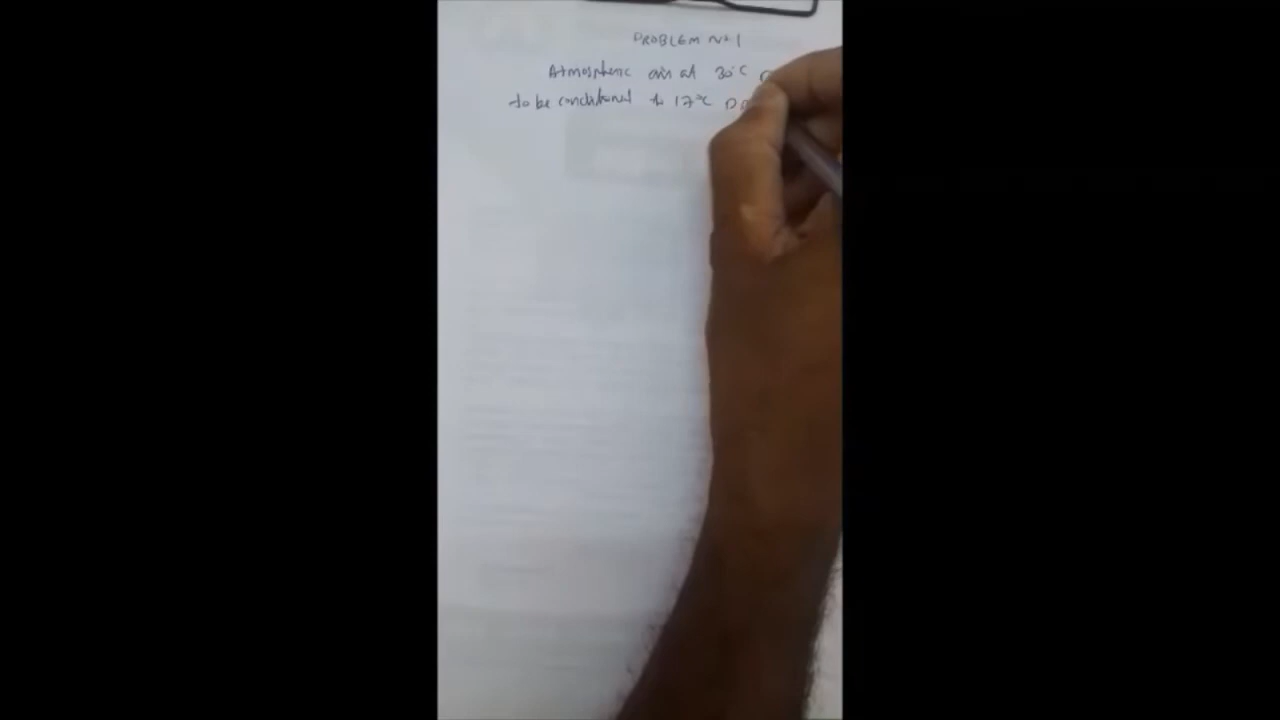 PROBLEM NO 1
Atmospheric air at 30°C
to be conditioned to 17°C